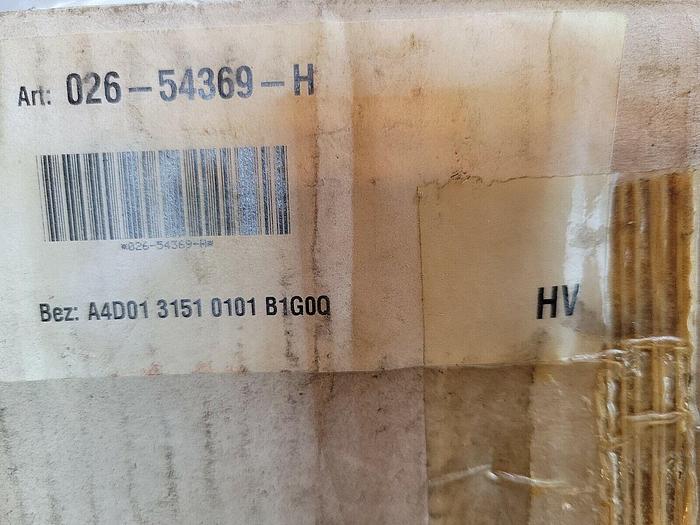 Art: 026-54369-H
*026-54369-H*
Bez: A4D01 3151 0101 B1G0Q
HV